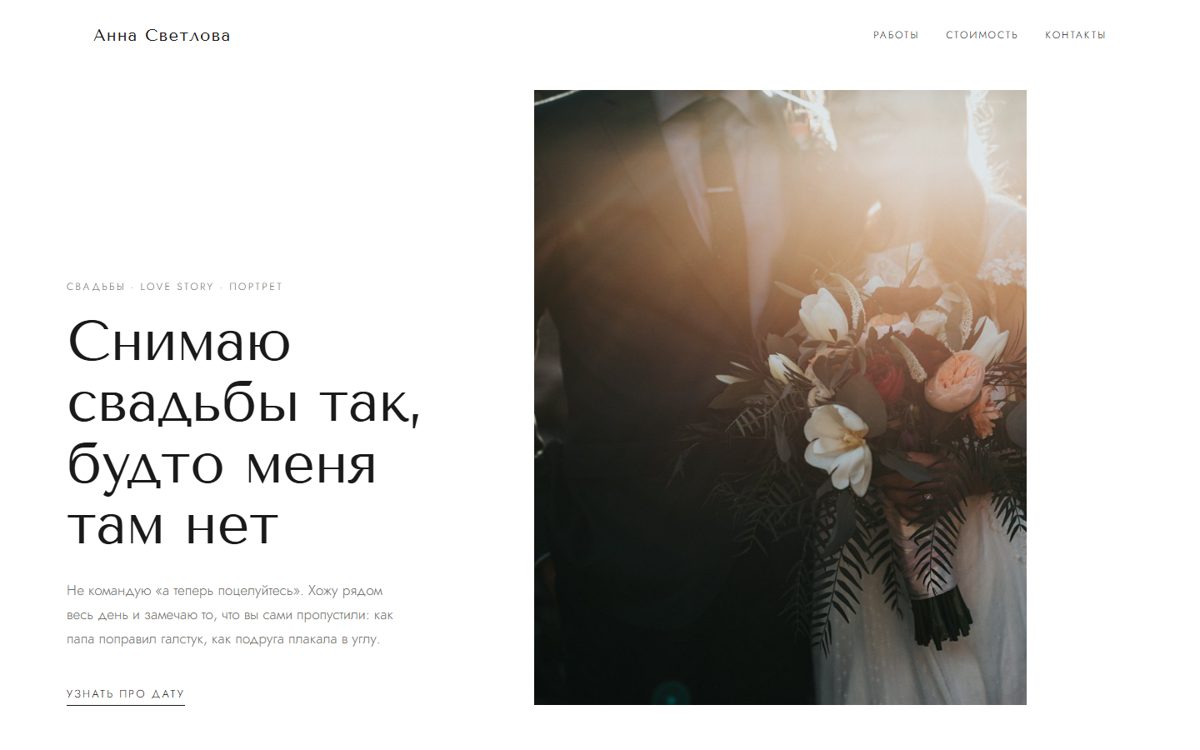 Анна Светлова
РАБОТЫ СТОИМОСТЬ КОНТАКТЫ
СВАДЬБЫ · LOVE STORY · ПОРТРЕТ
Снимаю
свадьбы так,
будто меня
там нет
Не командую «а теперь поцелуйтесь». Хожу рядом
весь день и замечаю то, что вы сами пропустили: как
папа поправил галстук, как подруга плакала в углу.
УЗНАТЬ ПРО ДАТУ